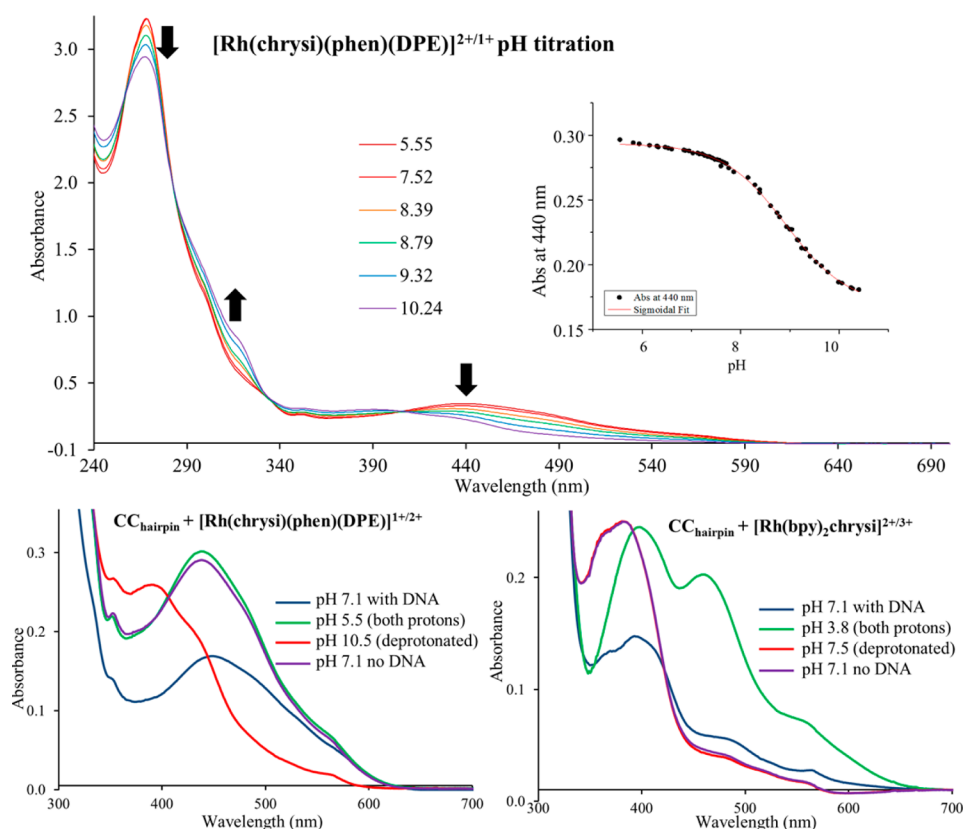 [Rh(chrysi)(phen)(DPE)]2+/1+ pH titration
Absorbance
3.0
2.5
2.0
1.5
1.0
0.5
-0.1
5.55
7.52
8.39
8.79
9.32
10.24
240
290
340
390
440
490
540
590
640
690
Wavelength (nm)
Abs at 440 nm
0.30
0.25
0.20
0.15
Abs at 440 nm
Sigmoidal Fit
6
8
10
pH
CChairpin + [Rh(chrysi)(phen)(DPE)]1+/2+
Absorbance
0.3
0.2
0.1
0.0
pH 7.1 with DNA
pH 5.5 (both protons)
pH 10.5 (deprotonated)
pH 7.1 no DNA
300
400
500
600
700
Wavelength (nm)
CChairpin + [Rh(bpy)2chrysi]2+/3+
Absorbance
0.2
0.1
0.0
pH 7.1 with DNA
pH 3.8 (both protons)
pH 7.5 (deprotonated)
pH 7.1 no DNA
300
400
500
600
700
Wavelength (nm)